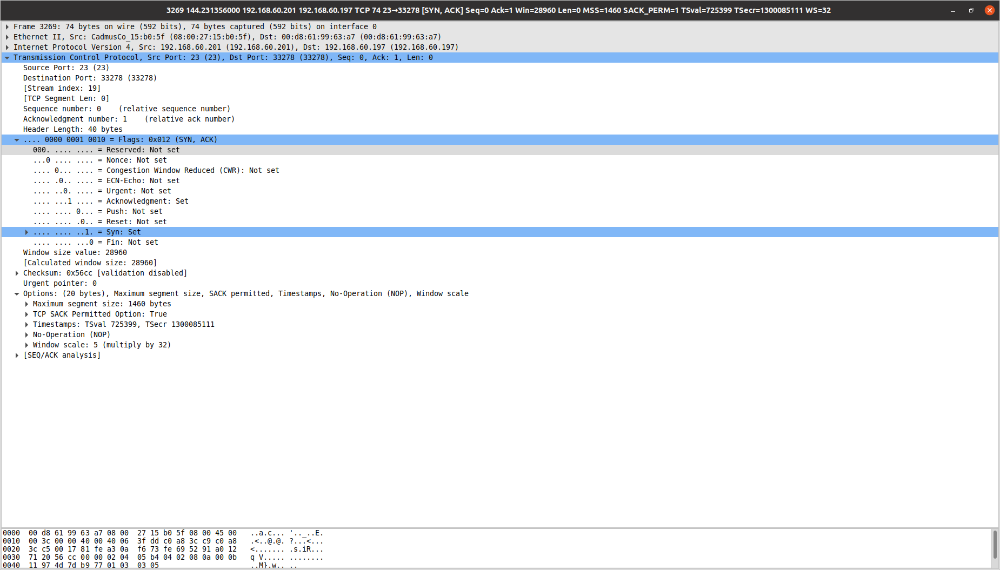 3269 144.231356000 192.168.60.201 192.168.60.197 TCP 74 23→33278 [SYN, ACK] Seq=0 Ack=1 Win=28960 Len=0 MSS=1460 SACK_PERM=1 TSval=725399 TSecr=1300085111 WS=32
Frame 3269: 74 bytes on wire (592 bits), 74 bytes captured (592 bits) on interface 0
Ethernet II, Src: CadmusCo_15:b0:5f (08:00:27:15:b0:5f), Dst: 00:d8:61:99:63:a7 (00:d8:61:99:63:a7)
Internet Protocol Version 4, Src: 192.168.60.201 (192.168.60.201), Dst: 192.168.60.197 (192.168.60.197)
Transmission Control Protocol, Src Port: 23 (23), Dst Port: 33278 (33278), Seq: 0, Ack: 1, Len: 0
Source Port: 23 (23)
Destination Port: 33278 (33278)
[Stream index: 19]
[TCP Segment Len: 0]
Sequence number: 0    (relative sequence number)
Acknowledgment number: 1    (relative ack number)
Header Length: 40 bytes
.... 0000 0001 0010 = Flags: 0x012 (SYN, ACK)
000. .... .... = Reserved: Not set
...0 .... .... = Nonce: Not set
.... 0... .... = Congestion Window Reduced (CWR): Not set
.... .0.. .... = ECN-Echo: Not set
.... ..0. .... = Urgent: Not set
.... ...1 .... = Acknowledgment: Set
.... .... 0... = Push: Not set
.... .... .0.. = Reset: Not set
.... .... ..1. = Syn: Set
.... .... ...0 = Fin: Not set
Window size value: 28960
[Calculated window size: 28960]
Checksum: 0x56cc [validation disabled]
Urgent pointer: 0
Options: (20 bytes), Maximum segment size, SACK permitted, Timestamps, No-Operation (NOP), Window scale
Maximum segment size: 1460 bytes
TCP SACK Permitted Option: True
Timestamps: TSval 725399, TSecr 1300085111
No-Operation (NOP)
Window scale: 5 (multiply by 32)
[SEQ/ACK analysis]
0000  00 d8 61 99 63 a7 08 00  27 15 b0 5f 08 00 45 00   ..a.c... '.._..E.
0010  00 3c 00 00 40 00 40 06  3f dd c0 a8 3c c9 c0 a8   .<..@.@. ?...<...
0020  3c c5 00 17 81 fe a3 0a  f6 73 fe 69 52 91 a0 12   <....... .s.iR...
0030  71 20 56 cc 00 00 02 04  05 b4 04 02 08 0a 00 0b   q V..... ........
0040  11 97 4d 7d b9 77 01 03  03 05                     ..M}.w.. ..